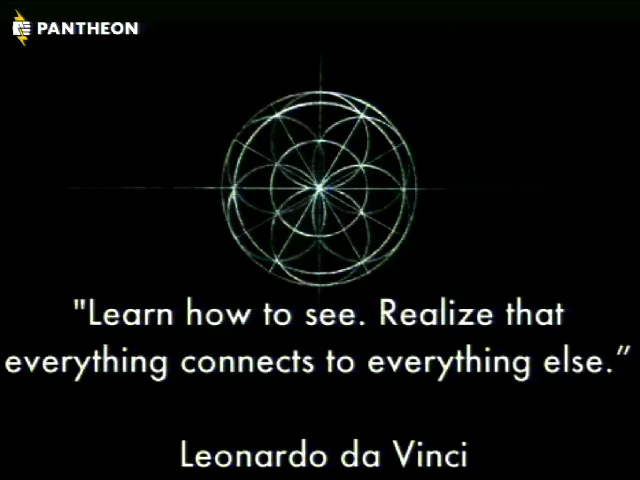 PANTHEON
"Learn how to see. Realize that
everything connects to everything else.”
Leonardo da Vinci